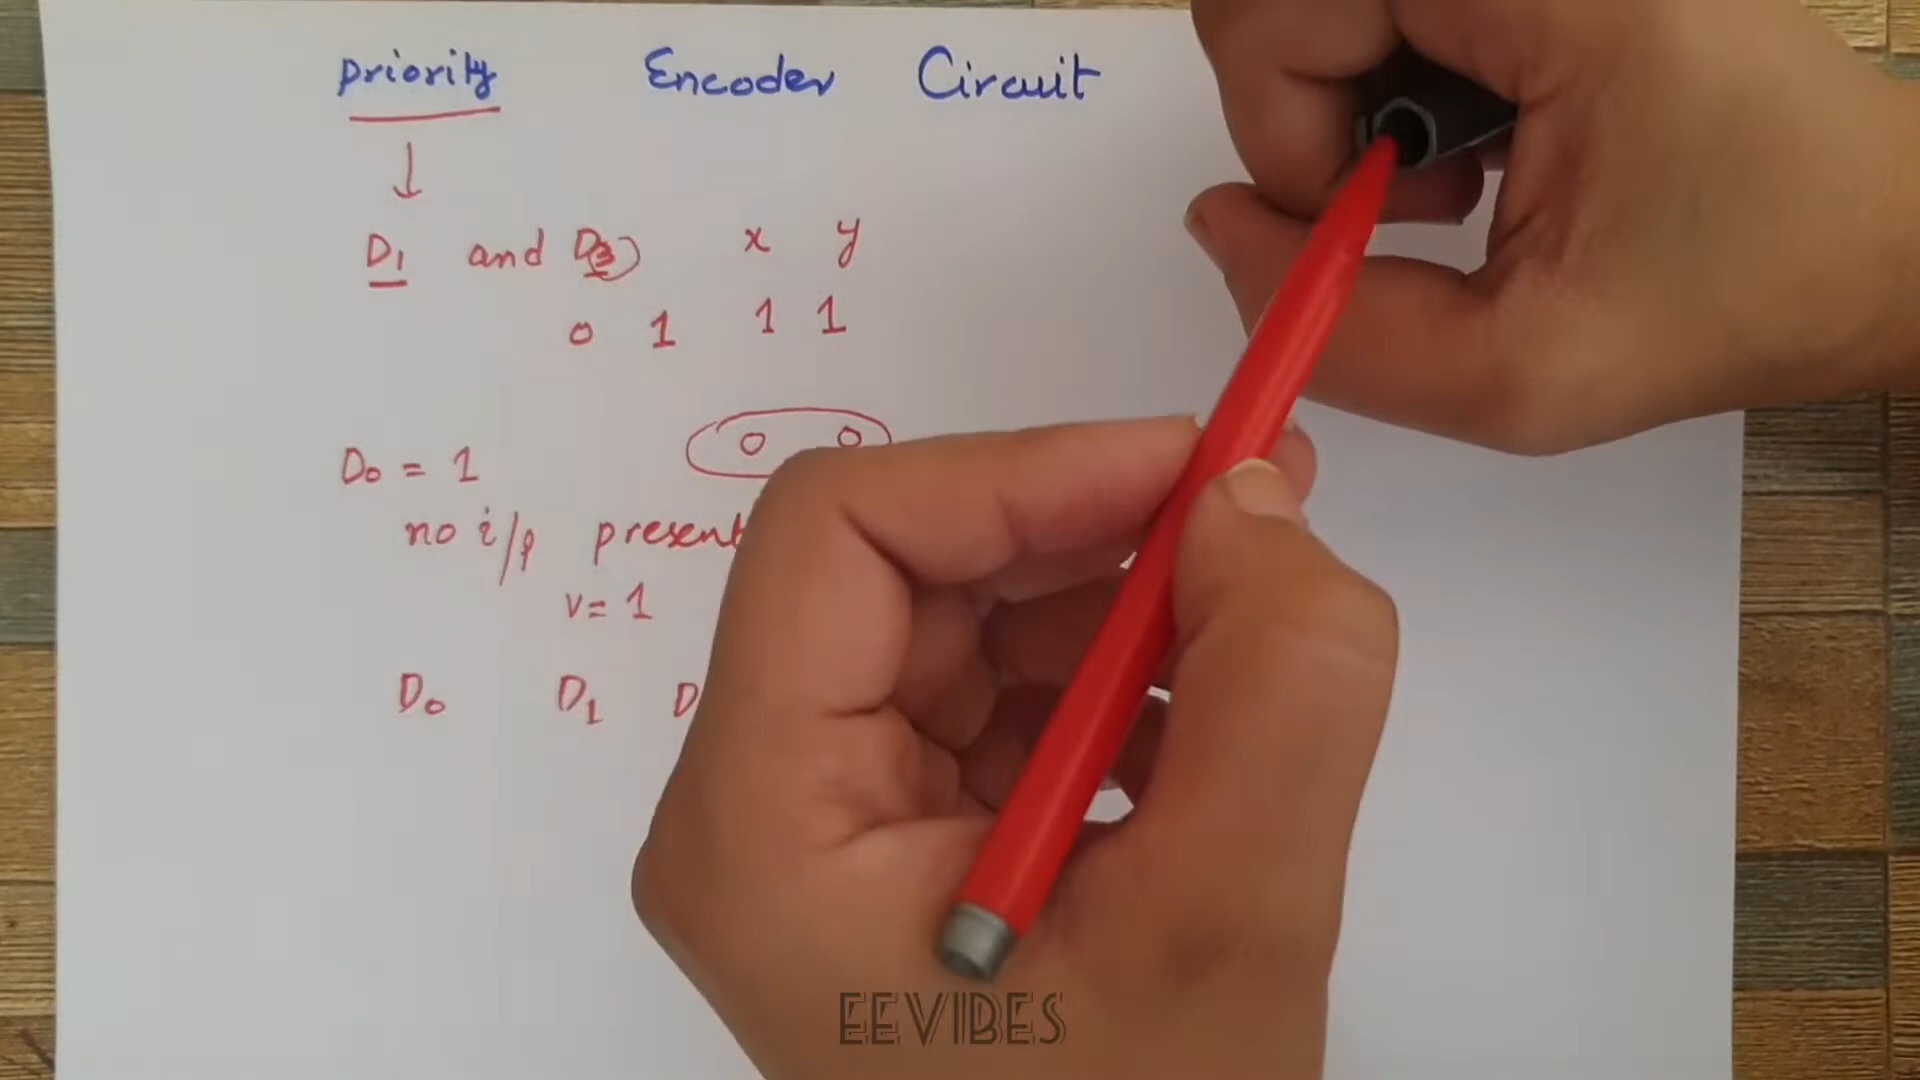 priority Encoder Circuit
↓
D1 and D3 x y
0 1 1 1
D0 = 1 0 0
no i/p present
v= 1
D0 D1 D
EEVIBES